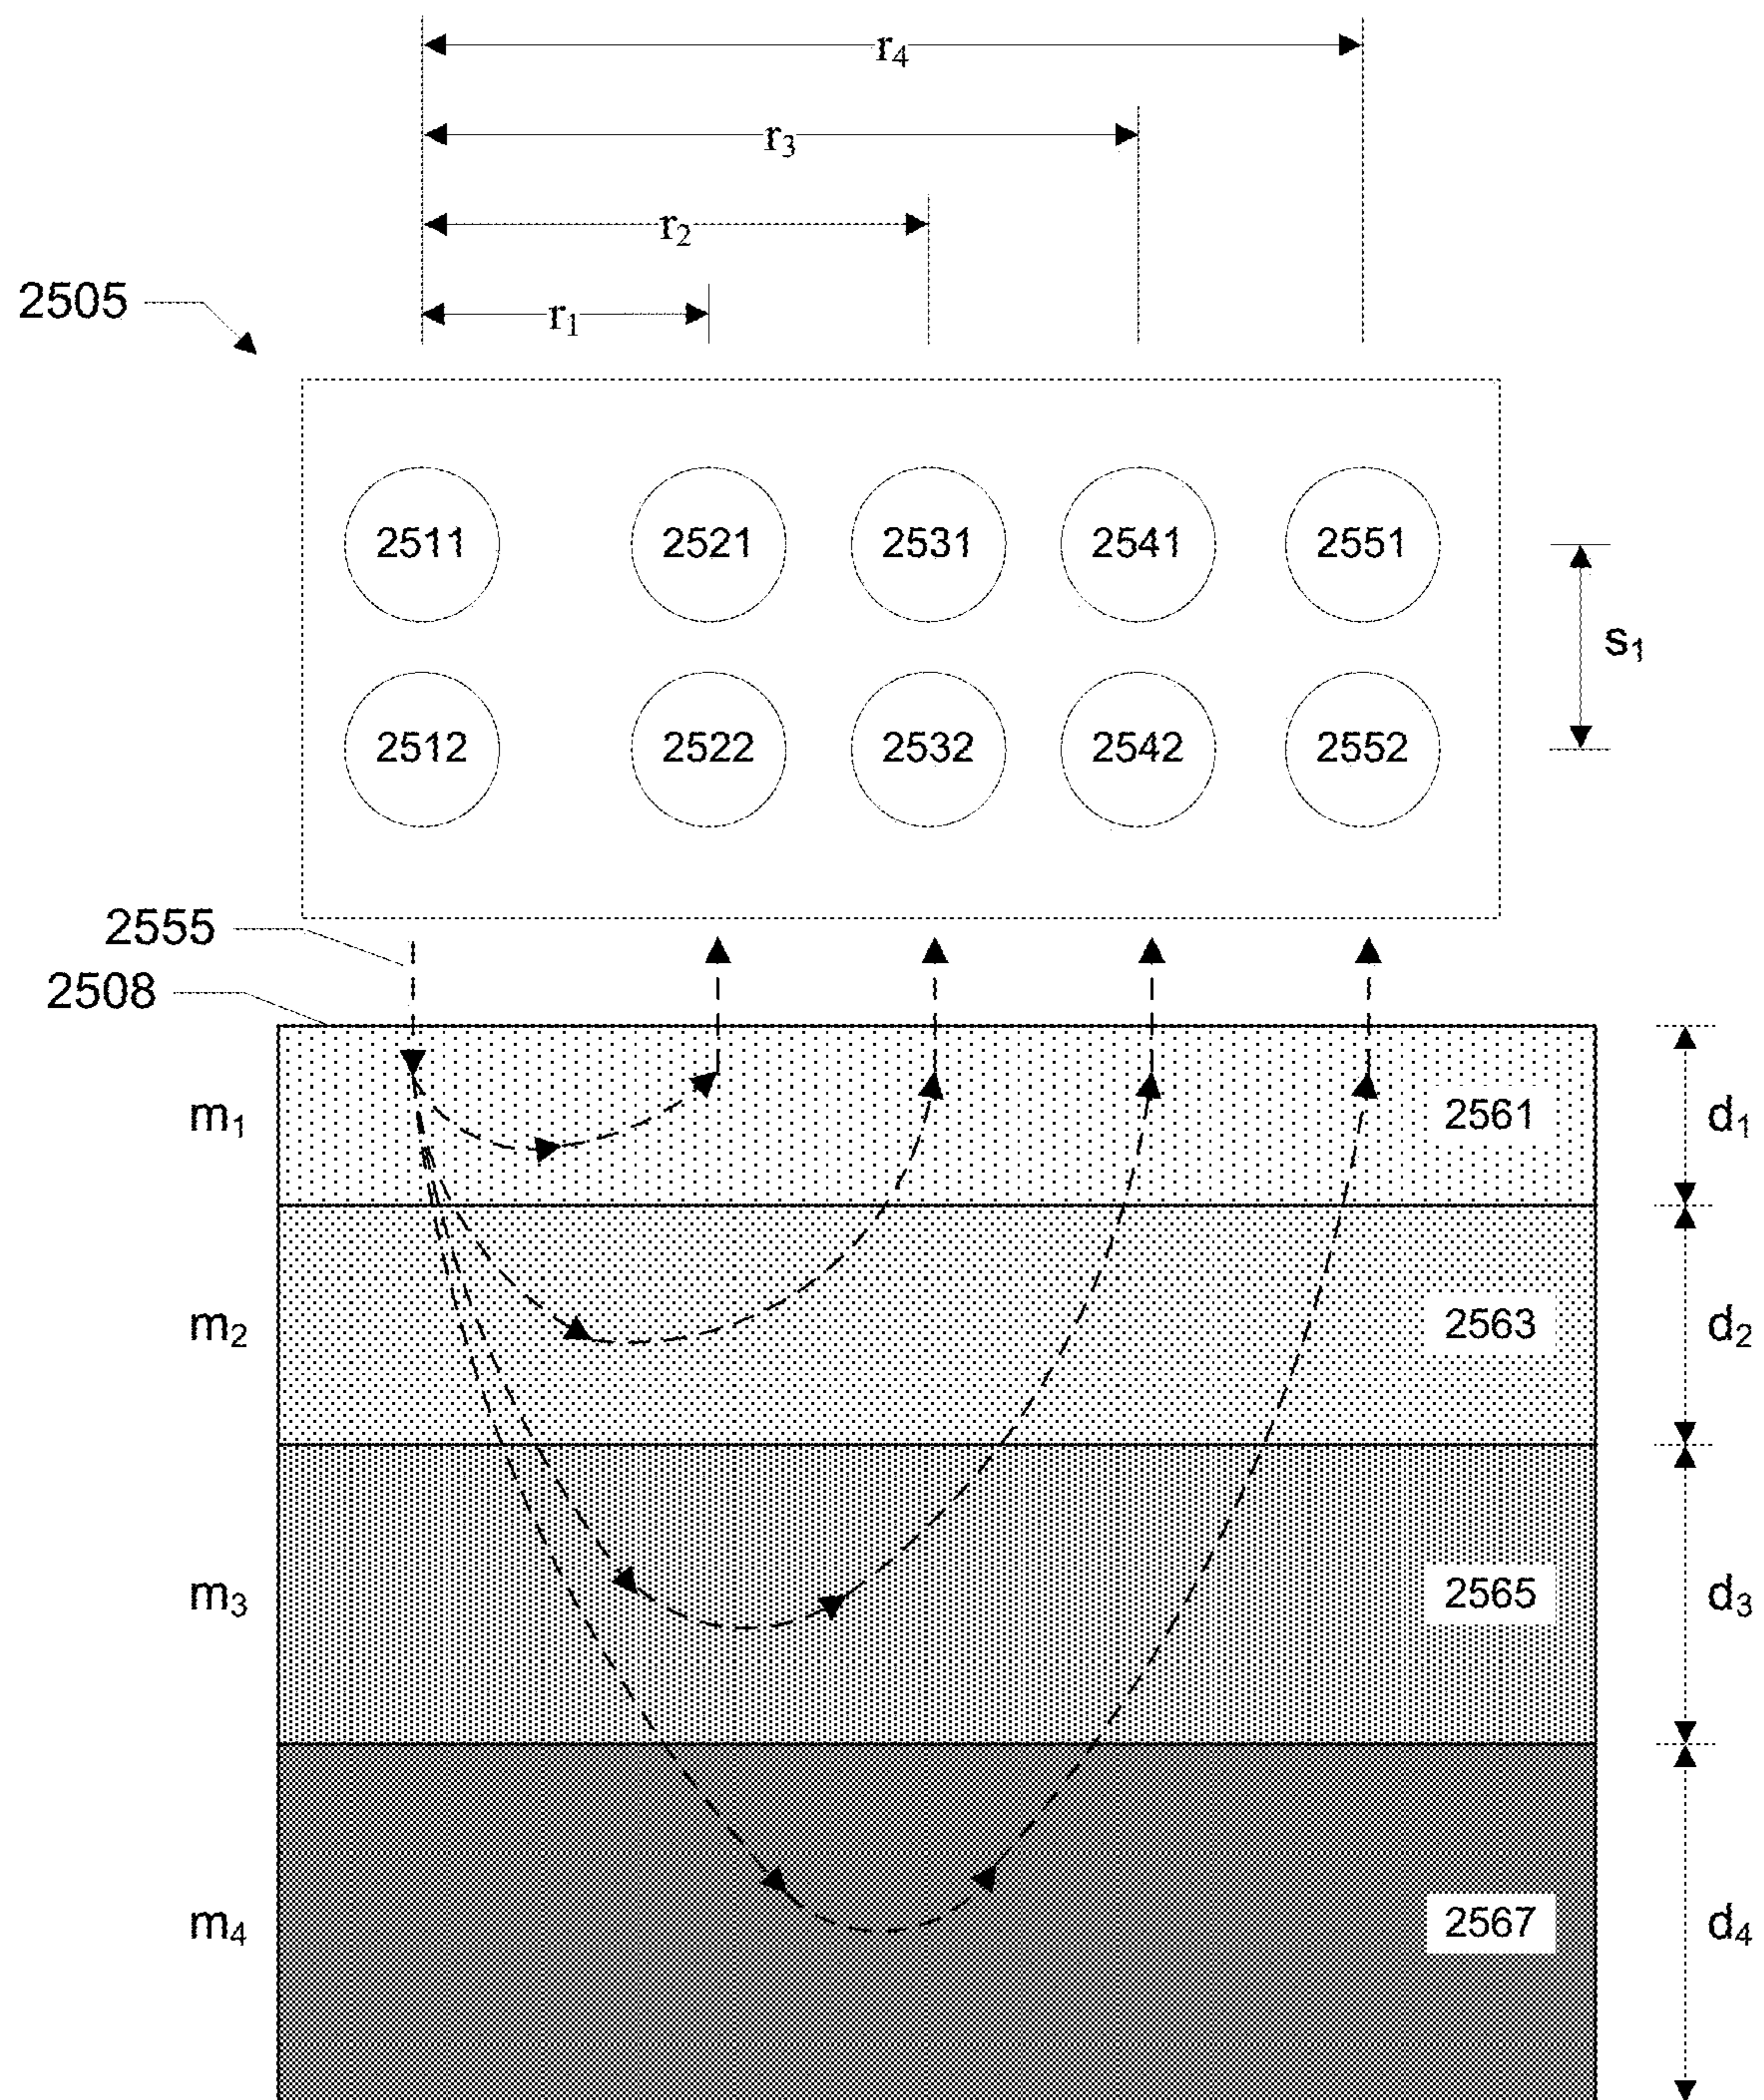 r₄
r₃
r₂
r₁
2505
2511 2521 2531 2541 2551
s₁
2512 2522 2532 2542 2552
2555
2508
m₁ 2561 d₁
m₂ 2563 d₂
m₃ 2565 d₃
m₄ 2567 d₄